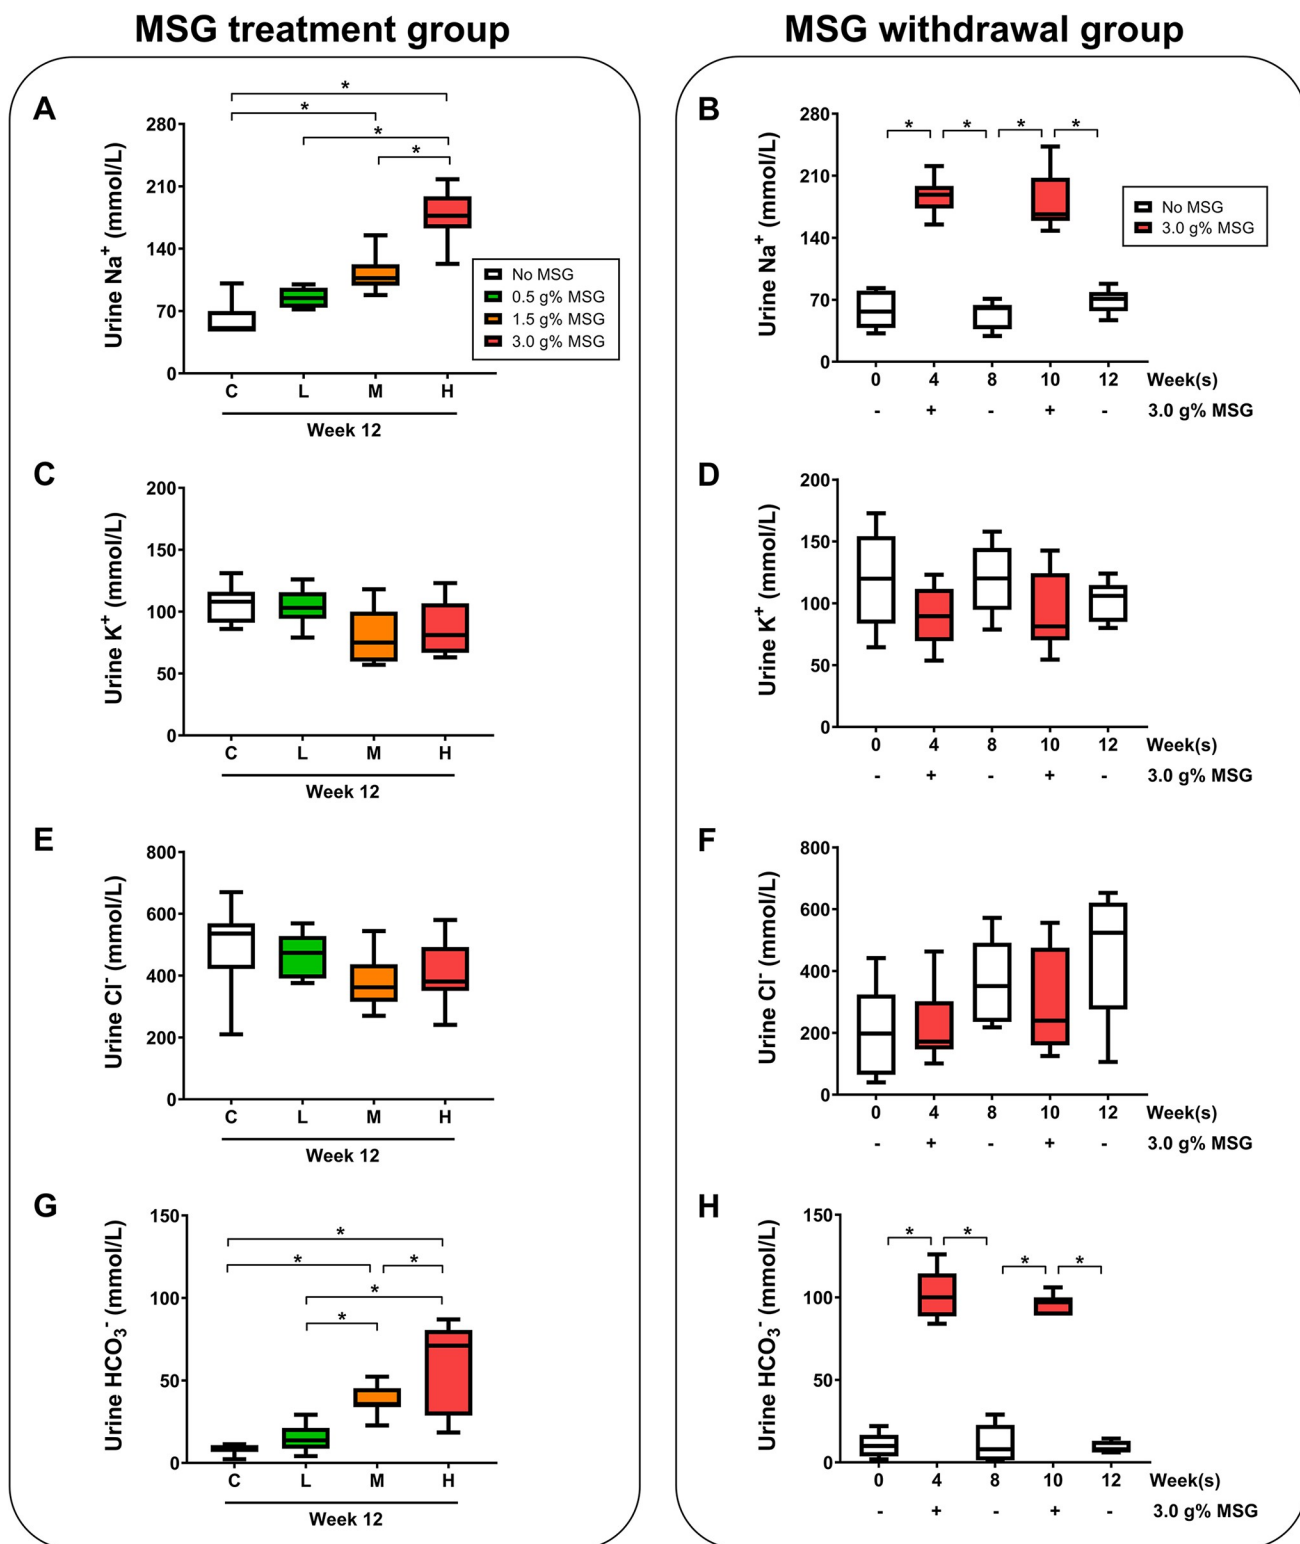 MSG treatment group
MSG withdrawal group
A
* * * *
Urine Na⁺ (mmol/L)
280
210
140
70
0
C L M H
Week 12
No MSG
0.5 g% MSG
1.5 g% MSG
3.0 g% MSG
B
* * * *
Urine Na⁺ (mmol/L)
280
210
140
70
0
0 4 8 10 12 Week(s)
- + - + - 3.0 g% MSG
No MSG
3.0 g% MSG
C
Urine K⁺ (mmol/L)
200
150
100
50
0
C L M H
Week 12
D
Urine K⁺ (mmol/L)
200
150
100
50
0
0 4 8 10 12 Week(s)
- + - + - 3.0 g% MSG
E
Urine Cl⁻ (mmol/L)
800
600
400
200
0
C L M H
Week 12
F
Urine Cl⁻ (mmol/L)
800
600
400
200
0
0 4 8 10 12 Week(s)
- + - + - 3.0 g% MSG
G
* * * * *
Urine HCO₃⁻ (mmol/L)
150
100
50
0
C L M H
Week 12
H
* * * *
Urine HCO₃⁻ (mmol/L)
150
100
50
0
0 4 8 10 12 Week(s)
- + - + - 3.0 g% MSG